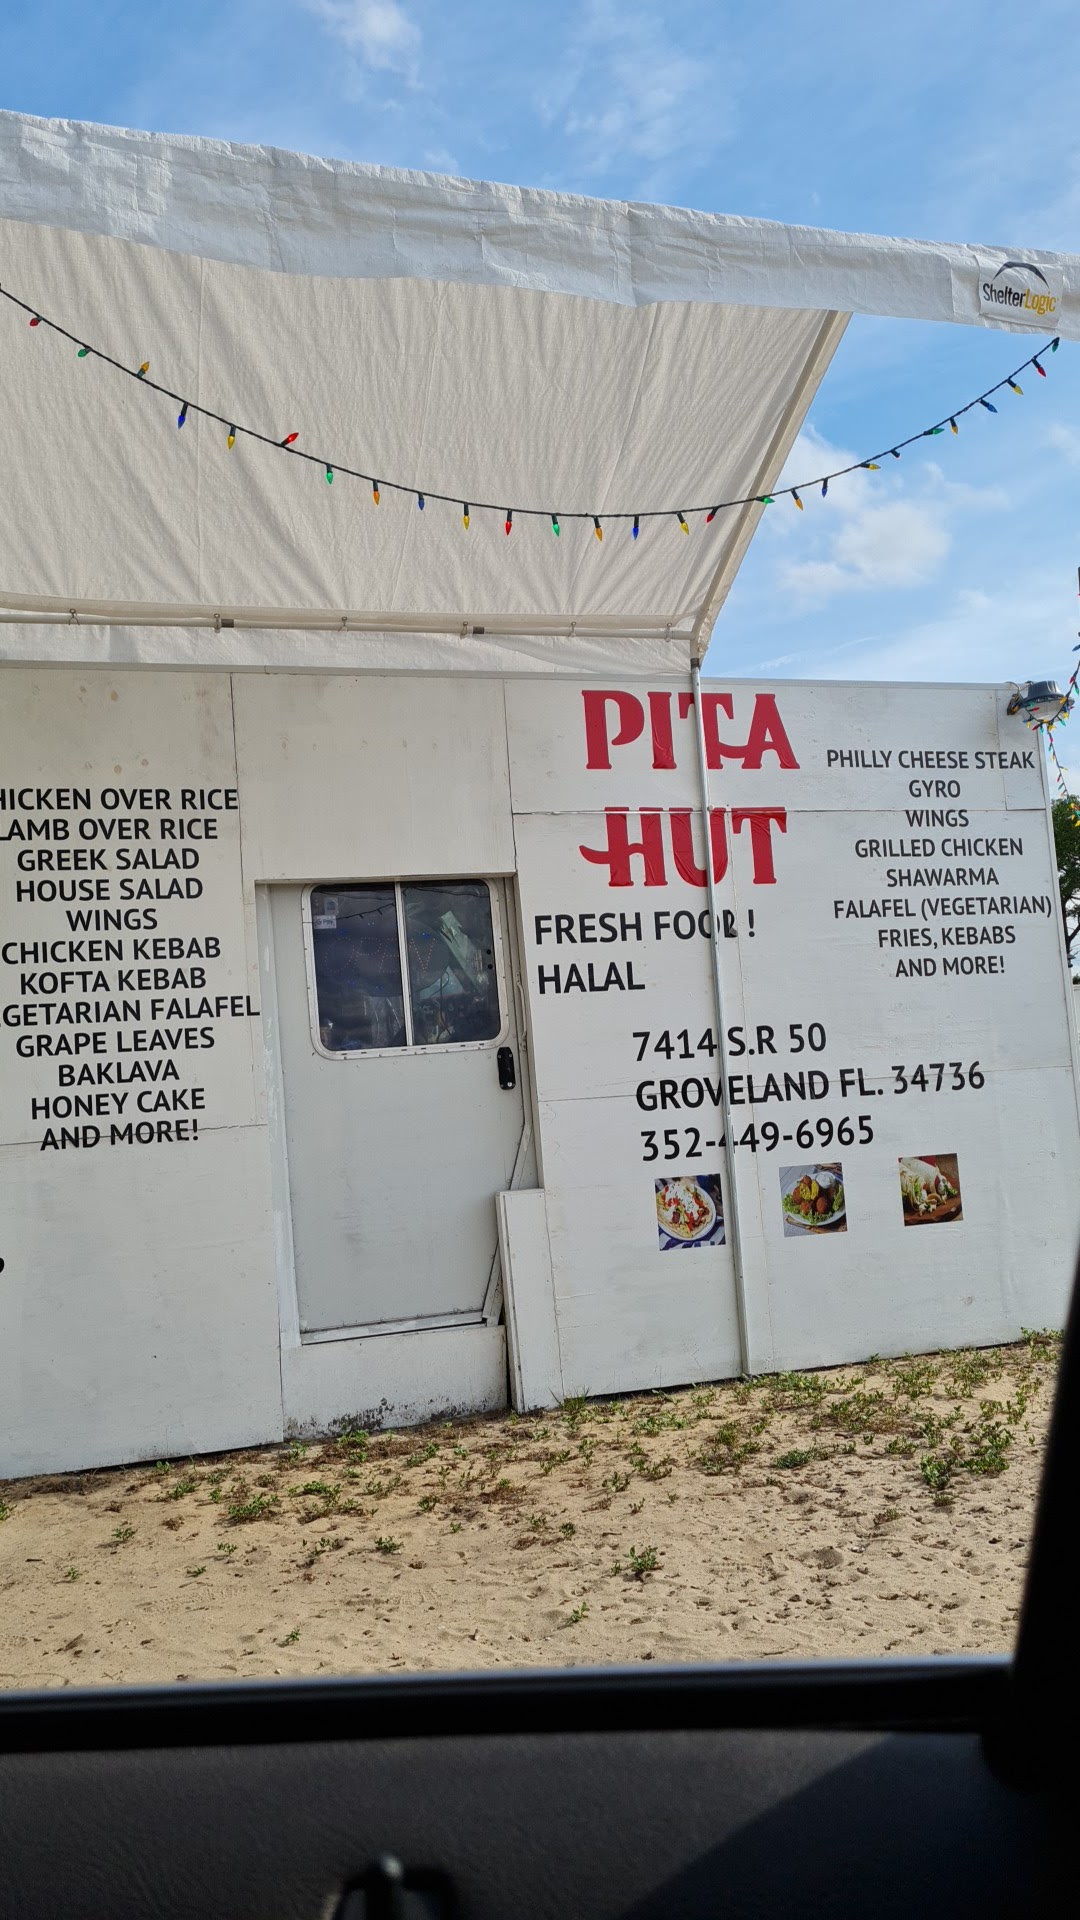 ShelterLogic
HICKEN OVER RICE
LAMB OVER RICE
GREEK SALAD
HOUSE SALAD
WINGS
CHICKEN KEBAB
KOFTA KEBAB
GETARIAN FALAFEL
GRAPE LEAVES
BAKLAVA
HONEY CAKE
AND MORE!
PITA
HUT
FRESH FOOD!
HALAL
7414 S.R 50
GROVELAND FL. 34736
352-449-6965
PHILLY CHEESE STEAK
GYRO
WINGS
GRILLED CHICKEN
SHAWARMA
FALAFEL (VEGETARIAN)
FRIES, KEBABS
AND MORE!